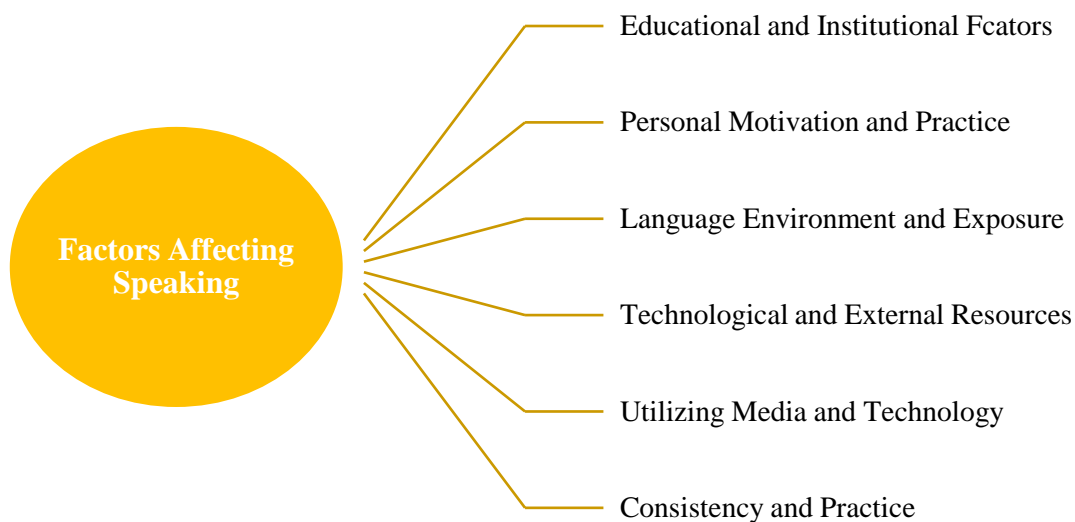 Factors Affecting
Speaking
Educational and Institutional Fcators
Personal Motivation and Practice
Language Environment and Exposure
Technological and External Resources
Utilizing Media and Technology
Consistency and Practice